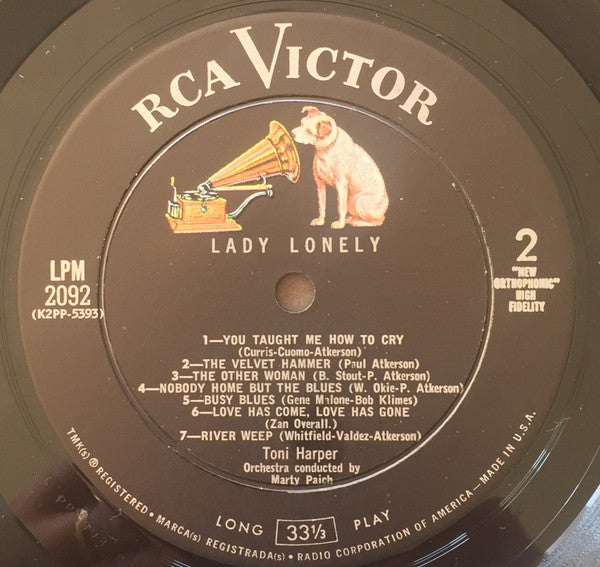 RCA VICTOR
LADY LONELY
LPM
2092
(K2PP-5393)
2
"NEW
ORTHOPHONIC"
HIGH
FIDELITY
1—YOU TAUGHT ME HOW TO CRY
(Curris-Cuomo-Atkerson)
2—THE VELVET HAMMER (Paul Atkerson)
3—THE OTHER WOMAN (B. Stout-P. Atkerson)
4—NOBODY HOME BUT THE BLUES (W. Okie-P. Atkerson)
5—BUSY BLUES (Gene Malone-Bob Klimes)
6—LOVE HAS COME, LOVE HAS GONE
(Zan Overall.)
7—RIVER WEEP (Whitfield-Valdez-Atkerson)
Toni Harper
Orchestra conducted by
Marty Paich
LONG 33⅓ PLAY
TMK(s) ® REGISTERED • MARCA(s) REGISTRADA(s) • RADIO CORPORATION OF AMERICA—MADE IN U.S.A.